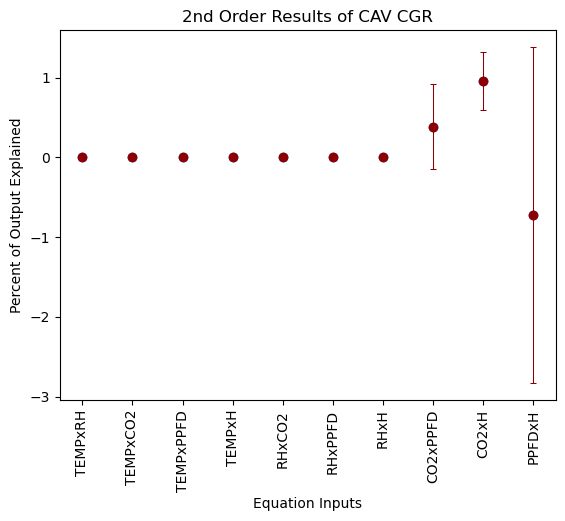 2nd Order Results of CAV CGR
Percent of Output Explained
1
0
−1
−2
−3
TEMPxRH
TEMPxCO2
TEMPxPPFD
TEMPxH
RHxCO2
RHxPPFD
RHxH
CO2xPPFD
CO2xH
PPFDxH
Equation Inputs